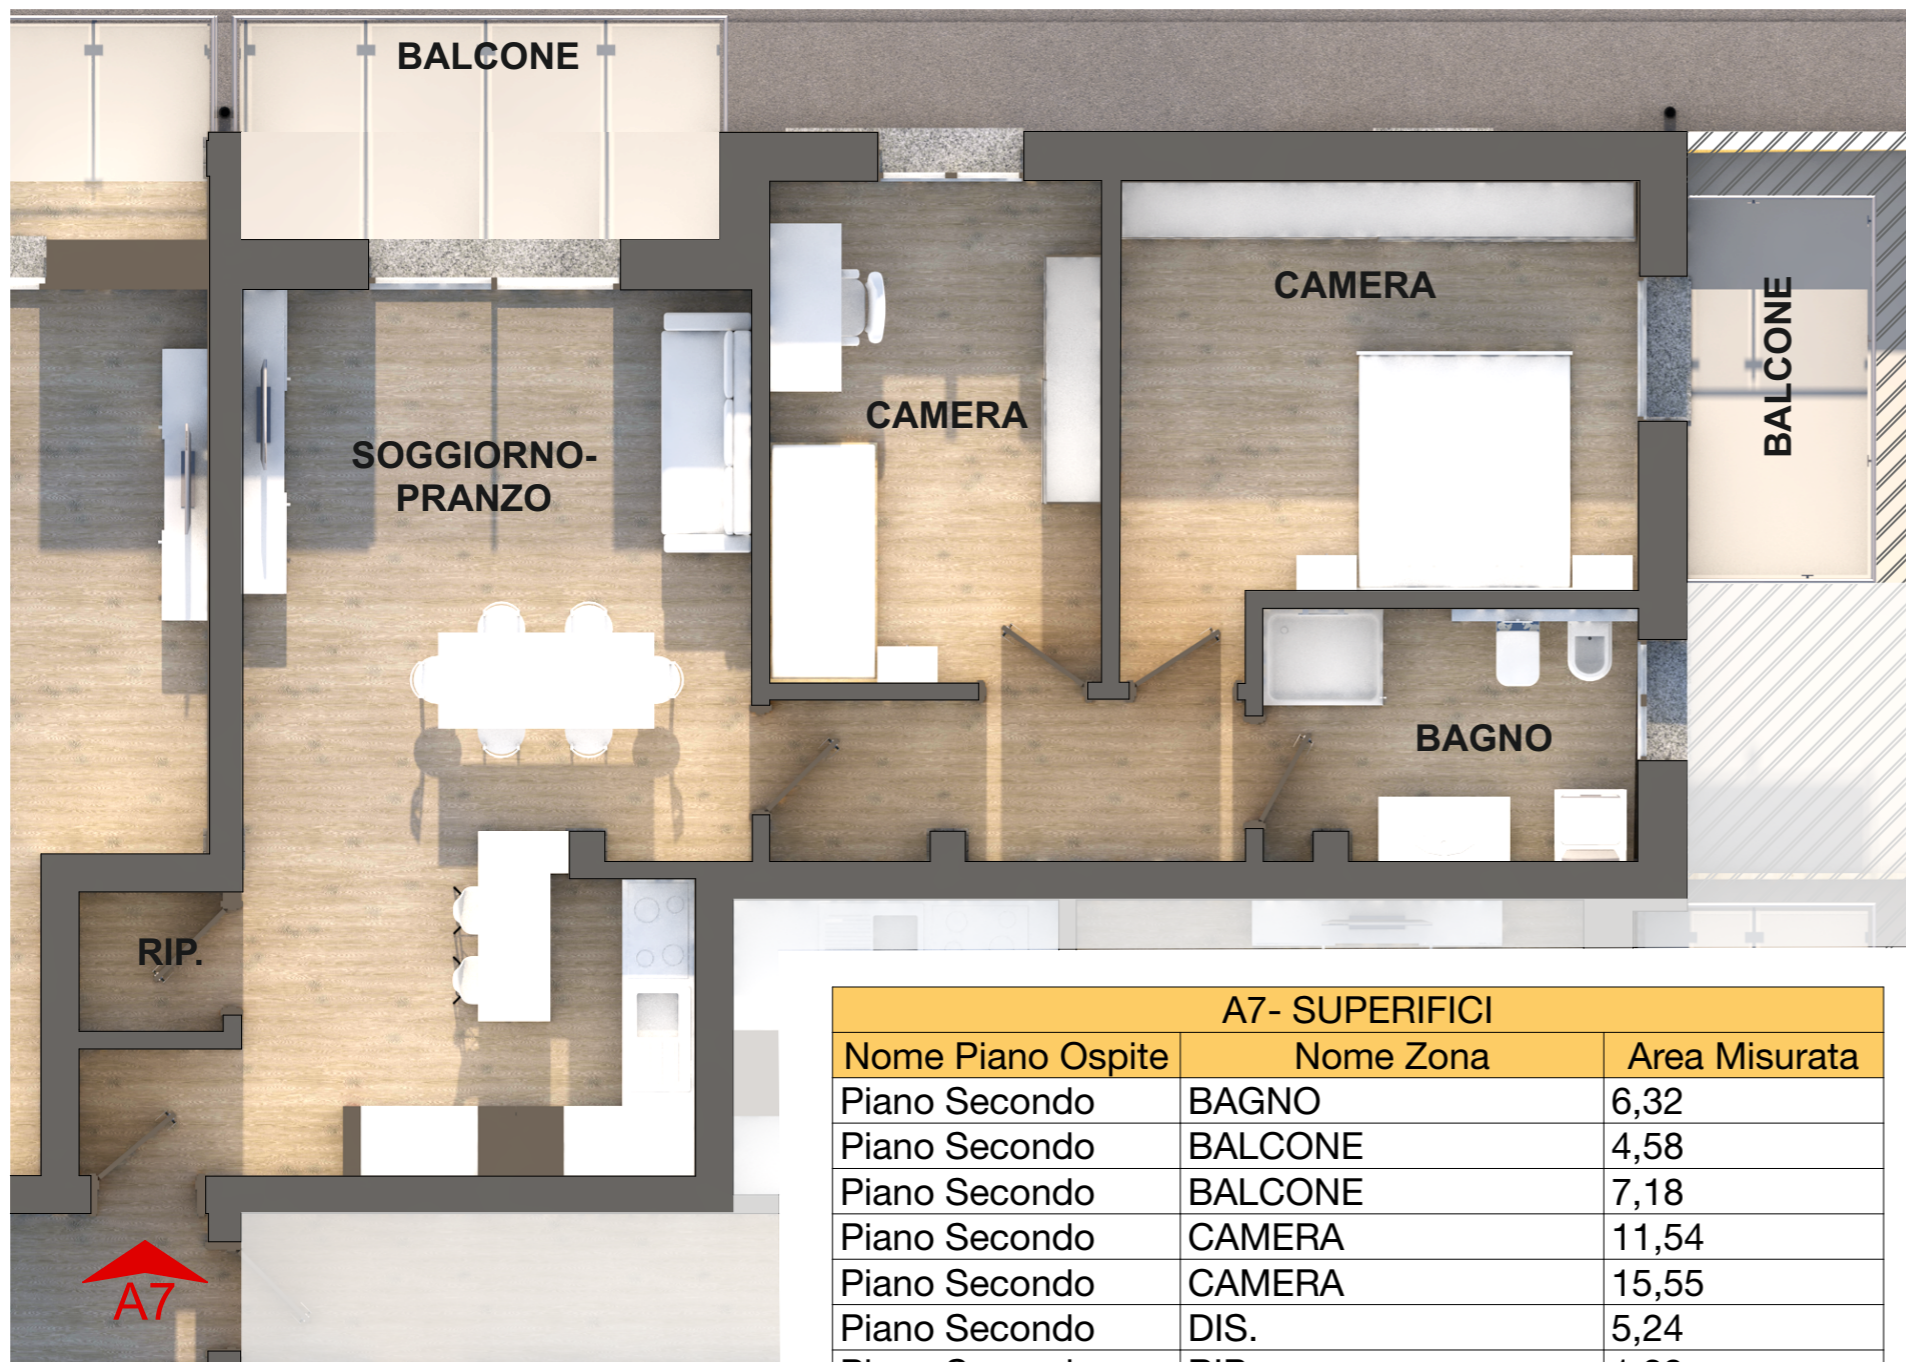 BALCONE
CAMERA
BALCONE
CAMERA
SOGGIORNO-
PRANZO
BAGNO
RIP.
A7
A7- SUPERIFICI
Nome Piano Ospite Nome Zona Area Misurata
Piano Secondo BAGNO 6,32
Piano Secondo BALCONE 4,58
Piano Secondo BALCONE 7,18
Piano Secondo CAMERA 11,54
Piano Secondo CAMERA 15,55
Piano Secondo DIS. 5,24